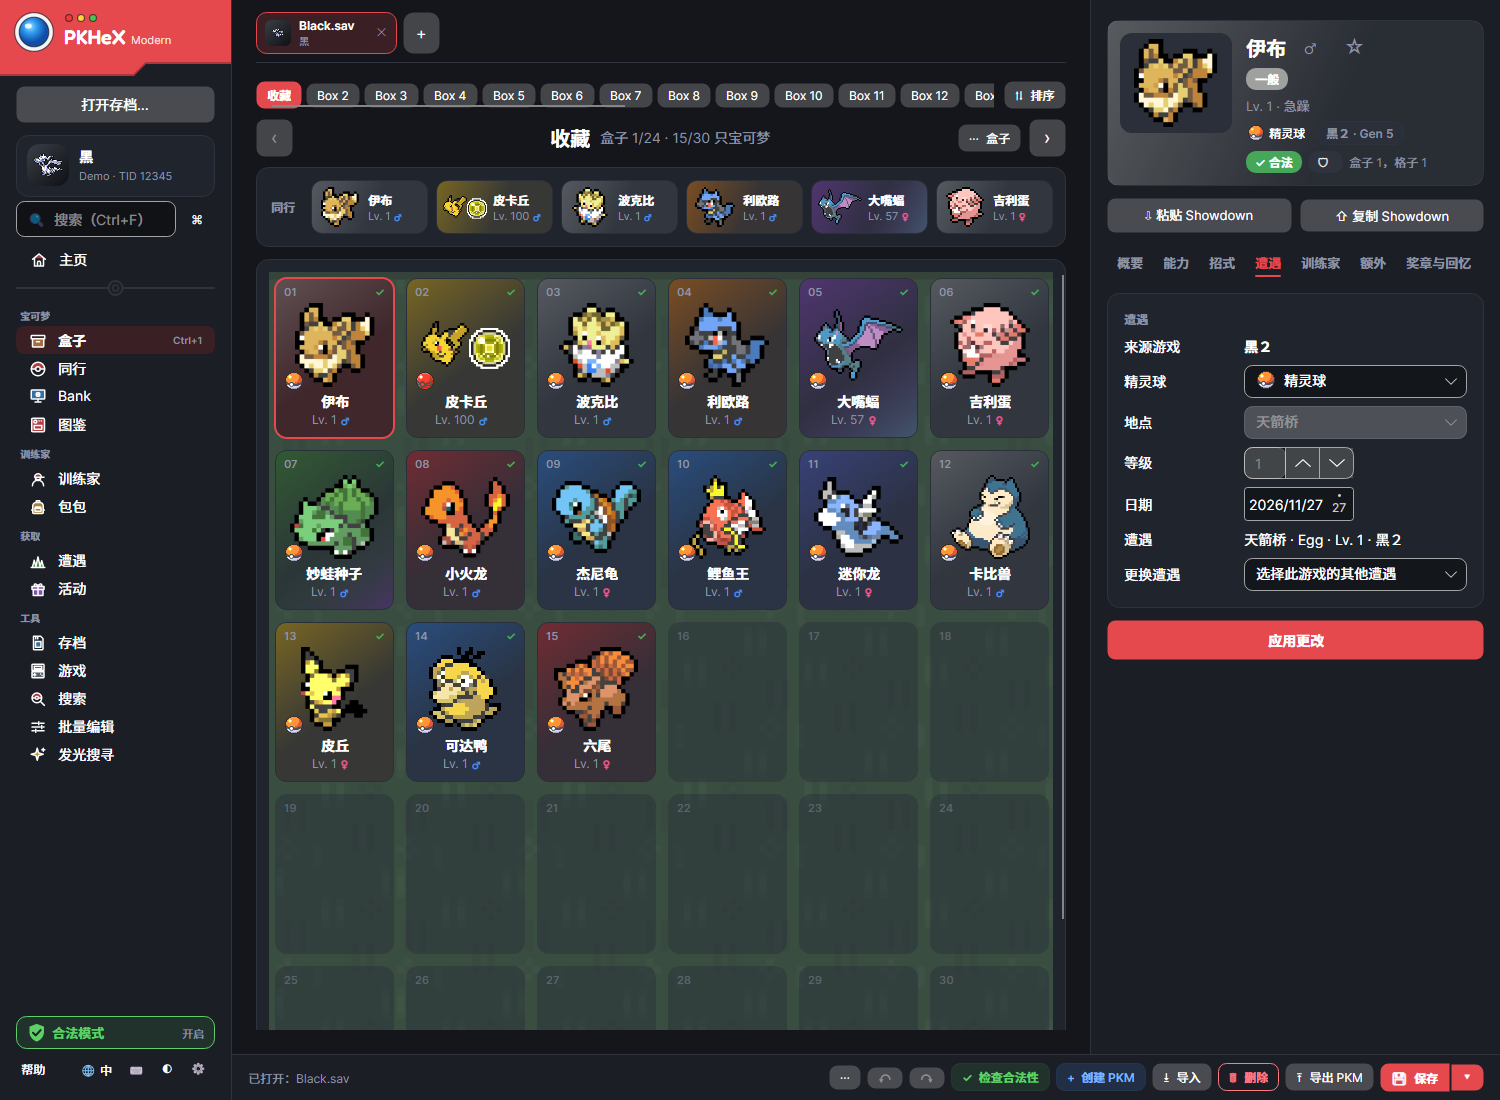 PKHeX Modern
打开存档...
黑
Demo · TID 12345
搜索（Ctrl+F）
⌘
主页
宝可梦
盒子 Ctrl+1
同行
Bank
图鉴
训练家
训练家
包包
获取
遭遇
活动
工具
存档
游戏
搜索
批量编辑
发光搜寻
合法模式 开启
帮助 中
Black.sav
黑
+
收藏 Box 2 Box 3 Box 4 Box 5 Box 6 Box 7 Box 8 Box 9 Box 10 Box 11 Box 12 Box
排序
收藏 盒子 1/24 · 15/30 只宝可梦
··· 盒子
同行
伊布
Lv. 1 ♂
皮卡丘
Lv. 100 ♂
波克比
Lv. 1 ♂
利欧路
Lv. 1 ♂
大嘴蝠
Lv. 57 ♀
吉利蛋
Lv. 1 ♀
01
伊布
Lv. 1 ♂
02
皮卡丘
Lv. 100 ♂
03
波克比
Lv. 1 ♂
04
利欧路
Lv. 1 ♂
05
大嘴蝠
Lv. 57 ♀
06
吉利蛋
Lv. 1 ♀
07
妙蛙种子
Lv. 1 ♂
08
小火龙
Lv. 1 ♂
09
杰尼龟
Lv. 1 ♀
10
鲤鱼王
Lv. 1 ♂
11
迷你龙
Lv. 1 ♀
12
卡比兽
Lv. 1 ♂
13
皮丘
Lv. 1 ♀
14
可达鸭
Lv. 1 ♂
15
六尾
Lv. 1 ♀
16
17
18
19
20
21
22
23
24
25
26
27
28
29
30
已打开：Black.sav
···
检查合法性
+ 创建 PKM
导入
删除
导出 PKM
保存
伊布 ♂ ☆
一般
Lv. 1 · 急躁
精灵球 黑２ · Gen 5
合法 盒子 1，格子 1
粘贴 Showdown
复制 Showdown
概要 能力 招式 遭遇 训练家 额外 奖章与回忆
遭遇
来源游戏 黑２
精灵球 精灵球
地点 天箭桥
等级 1
日期 2026/11/27 27
遭遇 天箭桥 · Egg · Lv. 1 · 黑２
更换遭遇 选择此游戏的其他遭遇
应用更改